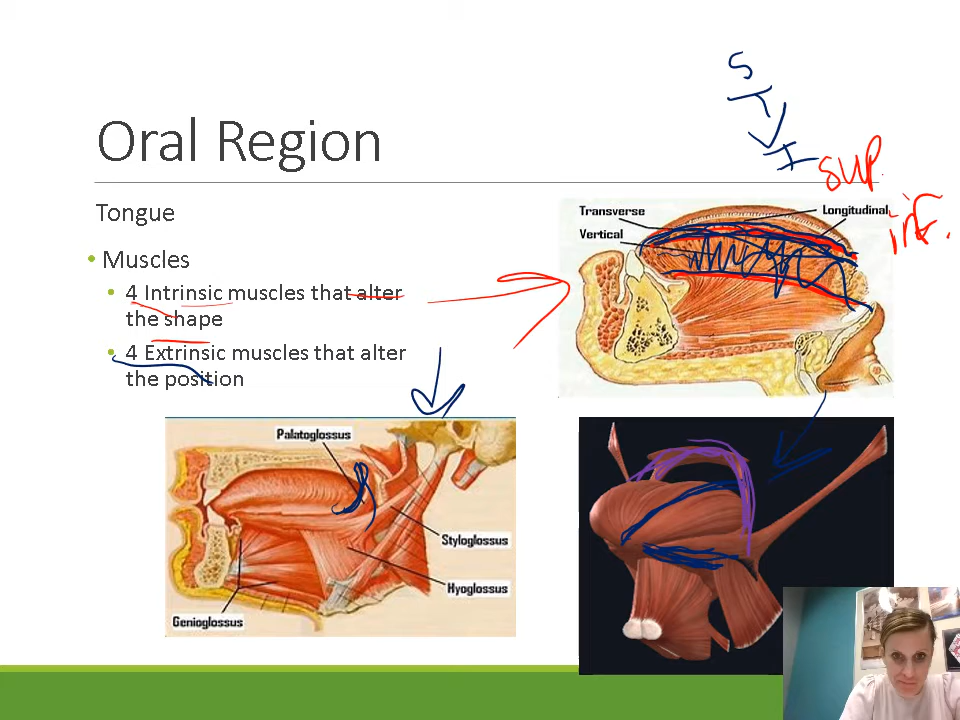 Oral Region
Tongue
• Muscles
• 4 Intrinsic muscles that alter
the shape
• 4 Extrinsic muscles that alter
the position
S
T
I
sup.
inf.
Transverse
Vertical
Longitudinal
Palatoglossus
Styloglossus
Hyoglossus
Genioglossus